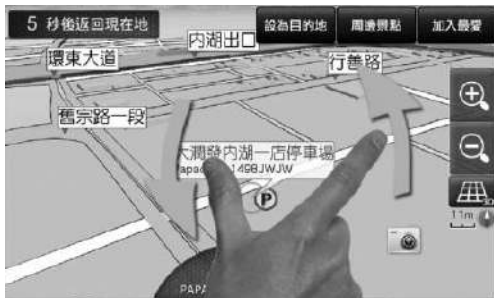 5 秒後返回現在地
設為目的地
周邊景點
加入最愛
內湖出口
環東大道
行善路
舊宗路一段
大潤發內湖一店停車場
1498JWJW
P
3D
11m
PAPA